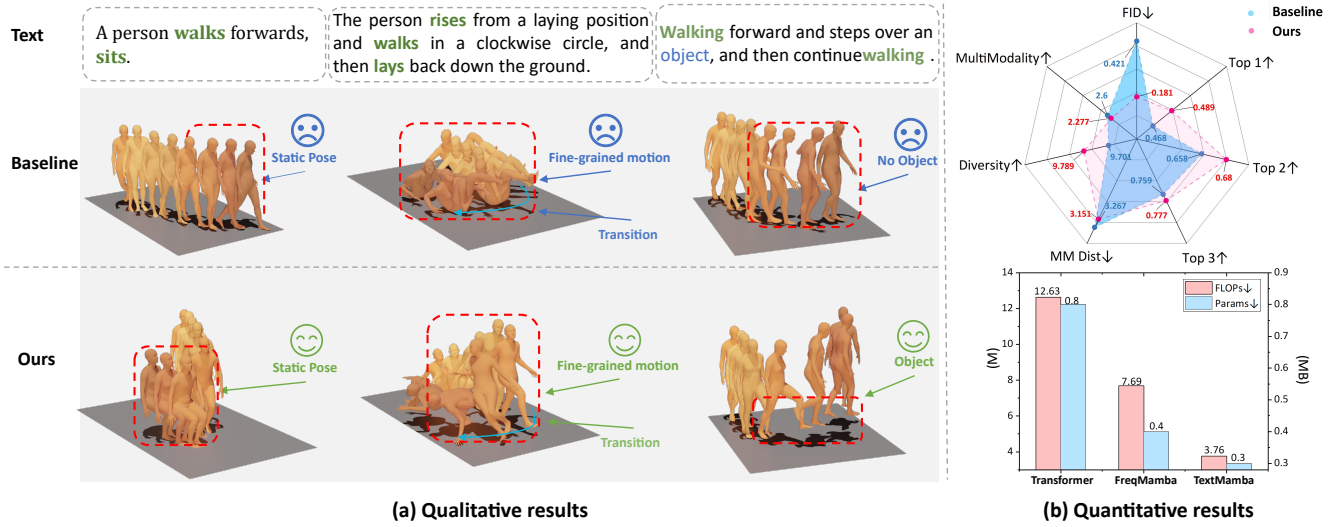 Text
A person walks forwards,
sits.
The person rises from a laying position
and walks in a clockwise circle, and
then lays back down the ground.
Walking forward and steps over an
object, and then continuewalking .
Baseline
Static Pose
Fine-grained motion
Transition
No Object
Ours
Static Pose
Fine-grained motion
Transition
Object
(a) Qualitative results
FID↓
Baseline
Ours
MultiModality↑
Top 1↑
0.421
2.6
0.181
0.489
2.277
0.468
Diversity↑
9.789
9.701
0.658
Top 2↑
0.68
0.759
3.151
3.267
0.777
MM Dist↓
Top 3↑
FLOPs↓
Params↓
(M)
14
12
10
8
6
4
12.63
0.8
7.69
0.4
3.76
0.3
0.9
0.8
0.7
0.6
0.5
0.4
0.3
(MB)
Transformer
FreqMamba
TextMamba
(b) Quantitative results